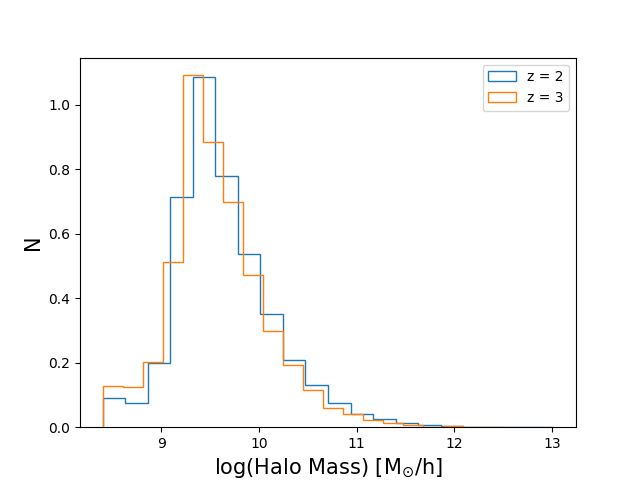 z = 2
z = 3
1.0
0.8
0.6
0.4
0.2
0.0
N
9 10 11 12 13
log(Halo Mass) [M☉/h]